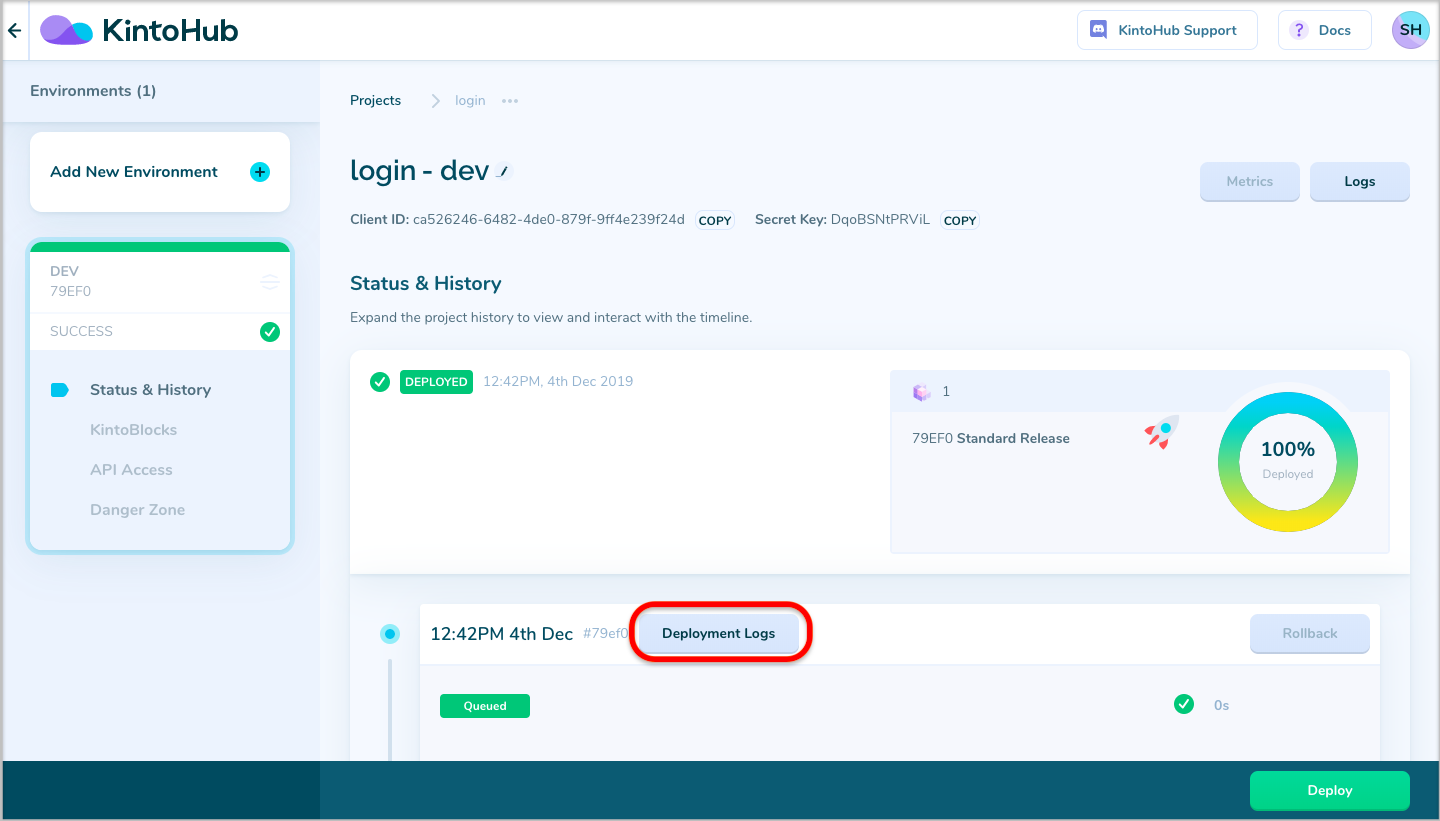 KintoHub
KintoHub Support
? Docs
SH
Environments (1)
Add New Environment
DEV
79EF0
SUCCESS
Status & History
KintoBlocks
API Access
Danger Zone
Projects
login
login - dev
Metrics
Logs
Client ID: ca526246-6482-4de0-879f-9ff4e239f24d COPY Secret Key: DqoBSNtPRViL COPY
Status & History
Expand the project history to view and interact with the timeline.
DEPLOYED 12:42PM, 4th Dec 2019
1
79EF0 Standard Release
100%
Deployed
12:42PM 4th Dec #79ef0 Deployment Logs Rollback
Queued 0s
Deploy